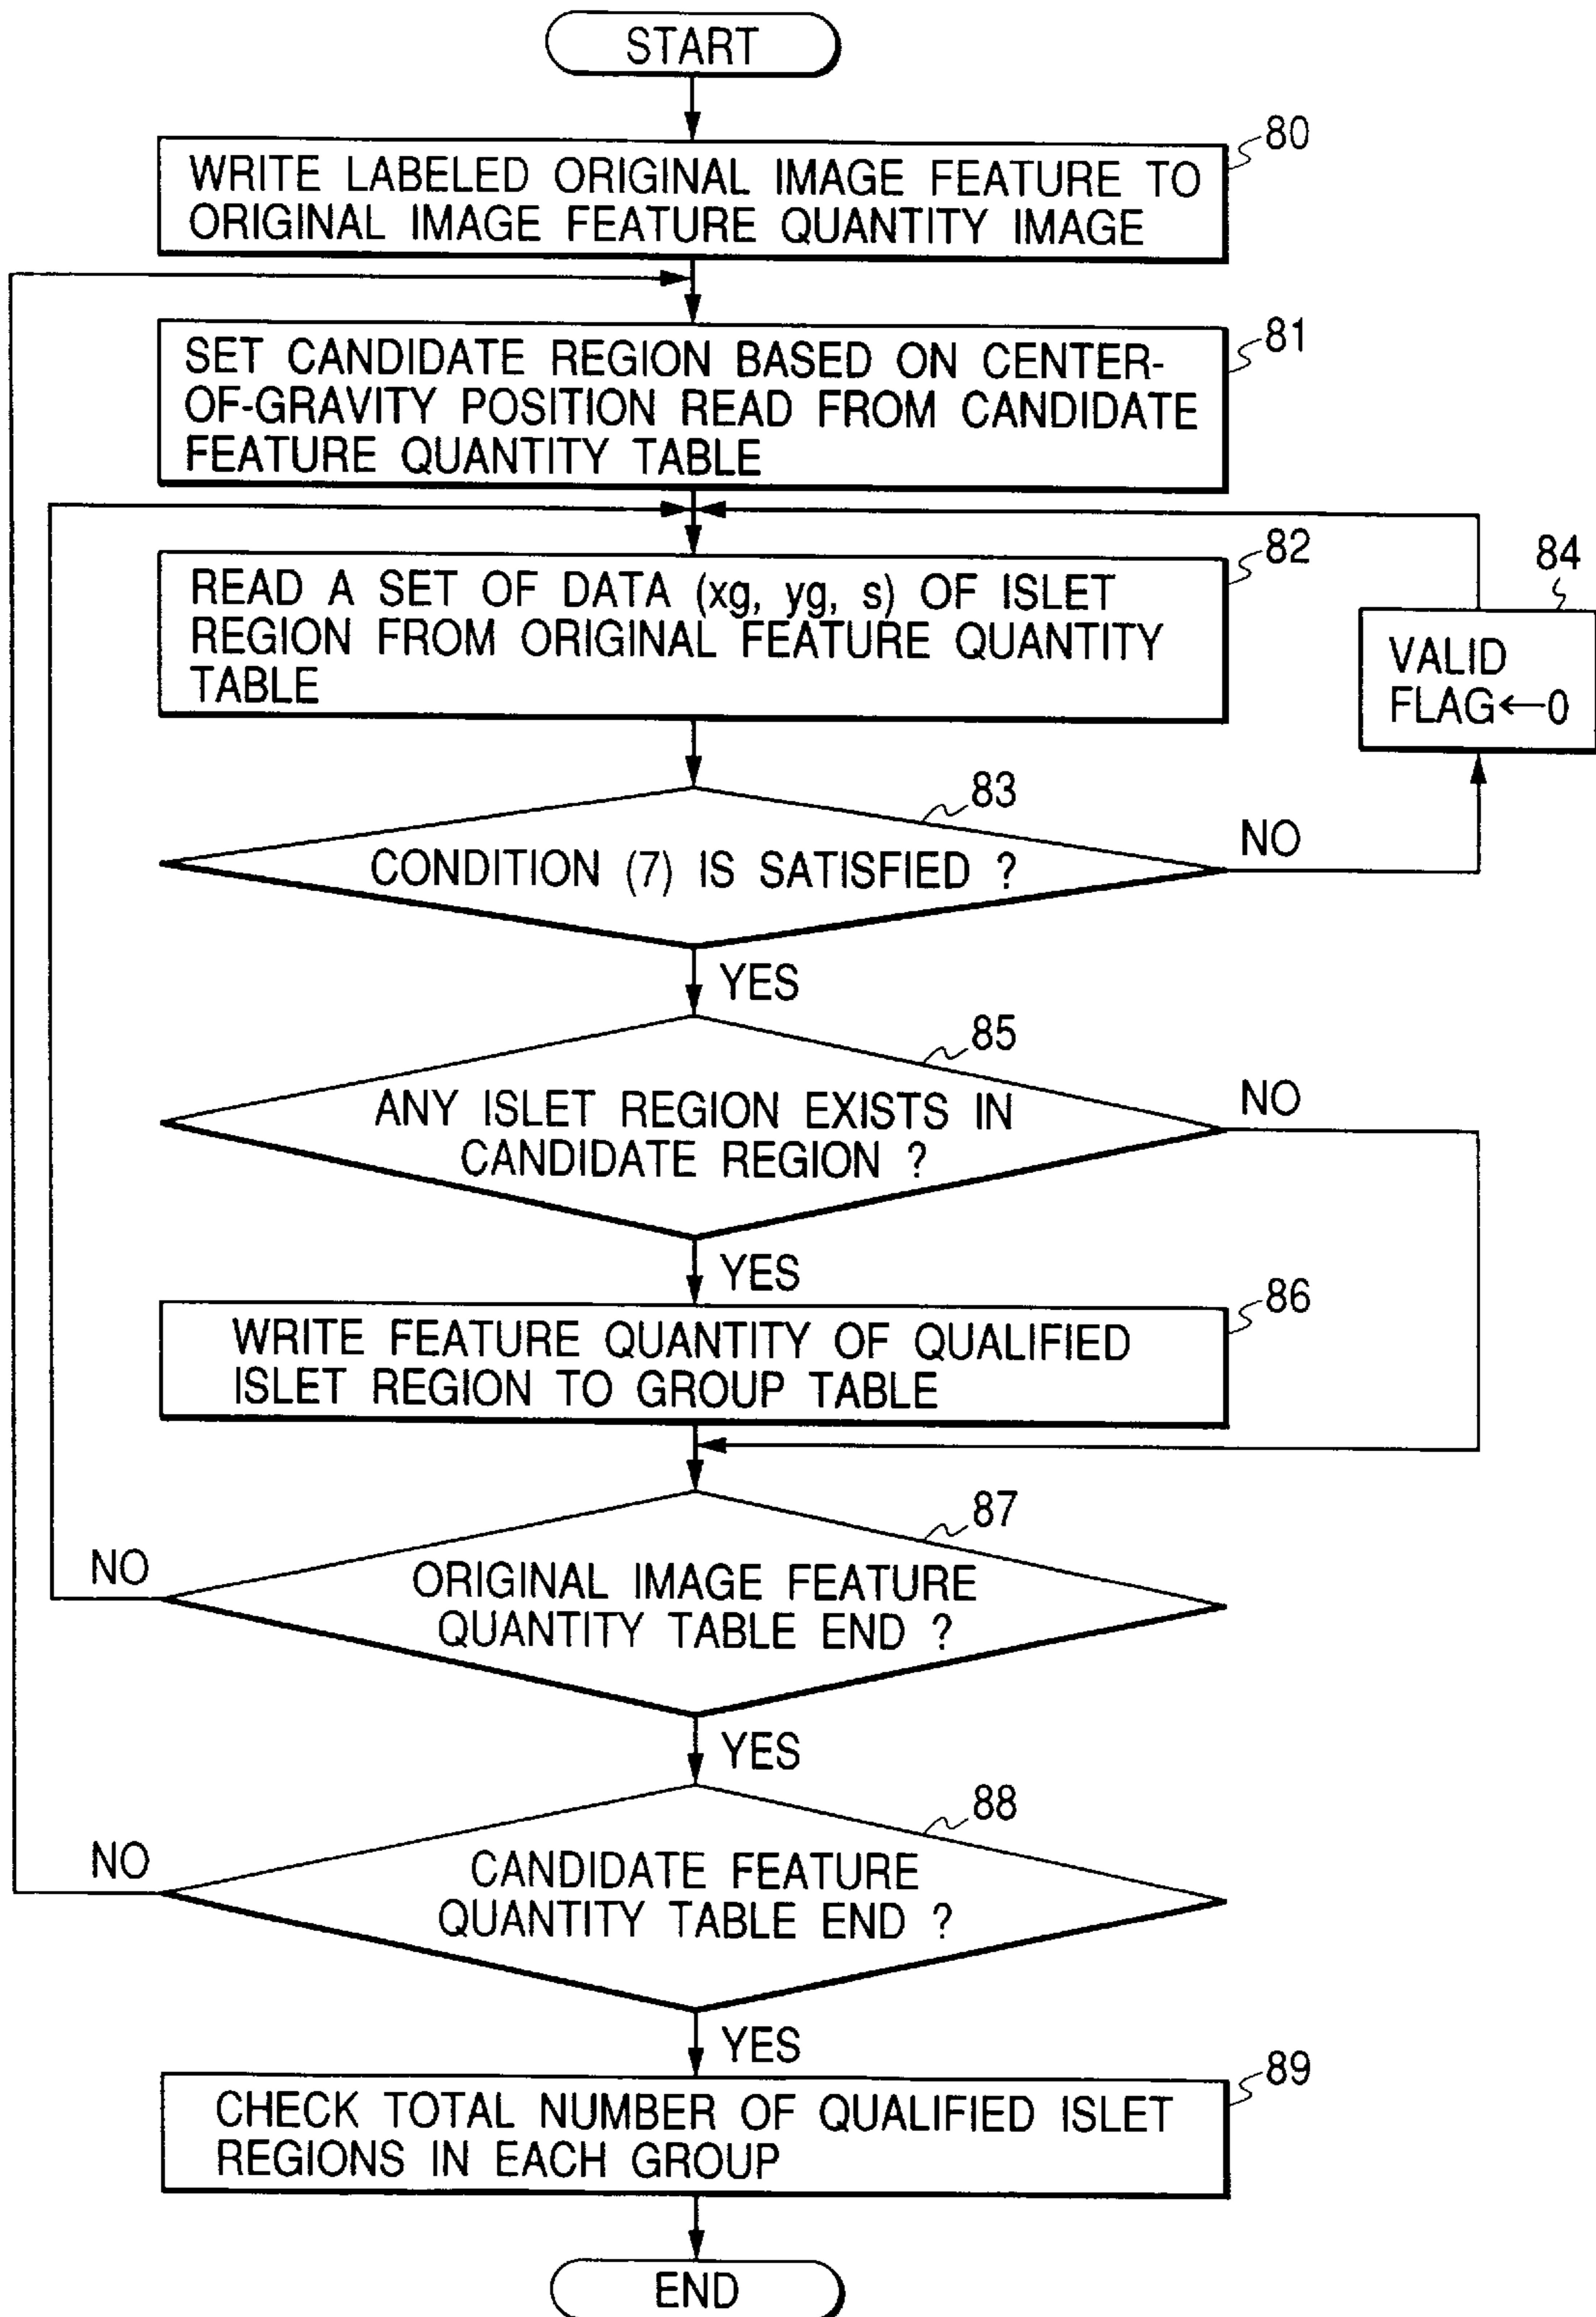 START
80
WRITE LABELED ORIGINAL IMAGE FEATURE TO
ORIGINAL IMAGE FEATURE QUANTITY IMAGE
81
SET CANDIDATE REGION BASED ON CENTER-
OF-GRAVITY POSITION READ FROM CANDIDATE
FEATURE QUANTITY TABLE
82
READ A SET OF DATA (xg, yg, s) OF ISLET
REGION FROM ORIGINAL FEATURE QUANTITY
TABLE
84
VALID
FLAG←0
83
CONDITION (7) IS SATISFIED ?
NO
YES
85
ANY ISLET REGION EXISTS IN
CANDIDATE REGION ?
NO
YES
86
WRITE FEATURE QUANTITY OF QUALIFIED
ISLET REGION TO GROUP TABLE
87
ORIGINAL IMAGE FEATURE
QUANTITY TABLE END ?
NO
YES
88
CANDIDATE FEATURE
QUANTITY TABLE END ?
NO
YES
89
CHECK TOTAL NUMBER OF QUALIFIED ISLET
REGIONS IN EACH GROUP
END